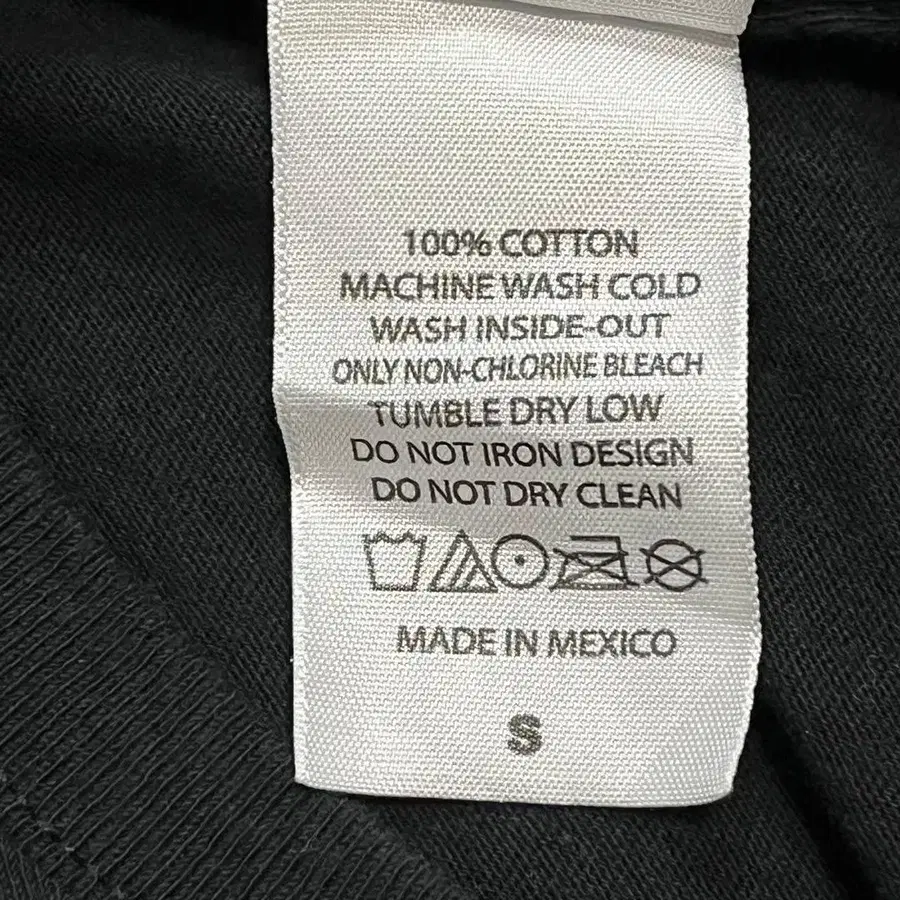 100% COTTON
MACHINE WASH COLD
WASH INSIDE-OUT
ONLY NON-CHLORINE BLEACH
TUMBLE DRY LOW
DO NOT IRON DESIGN
DO NOT DRY CLEAN
MADE IN MEXICO
S